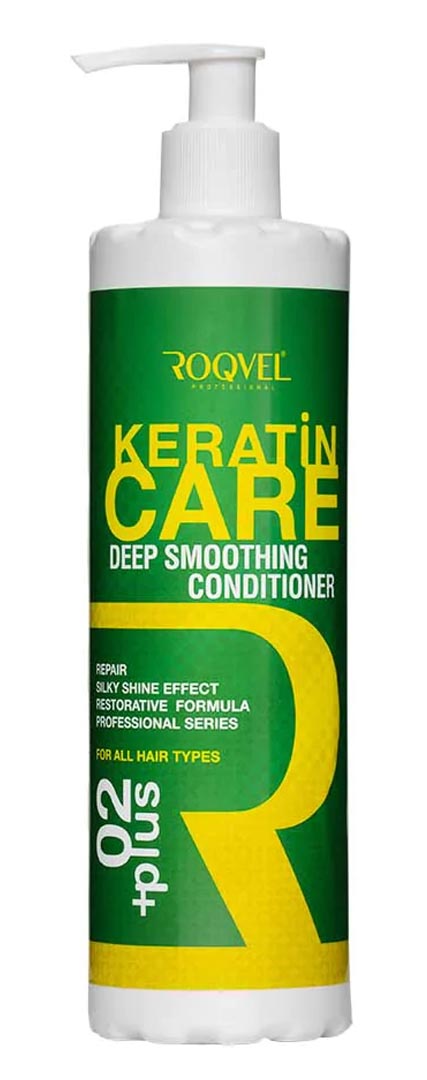 ROQVEL®
PROFESSIONAL
KERATİN
CARE
DEEP SMOOTHING
CONDITIONER
REPAIR
SILKY SHINE EFFECT
RESTORATIVE FORMULA
PROFESSIONAL SERIES
FOR ALL HAIR TYPES
02
+plus
R